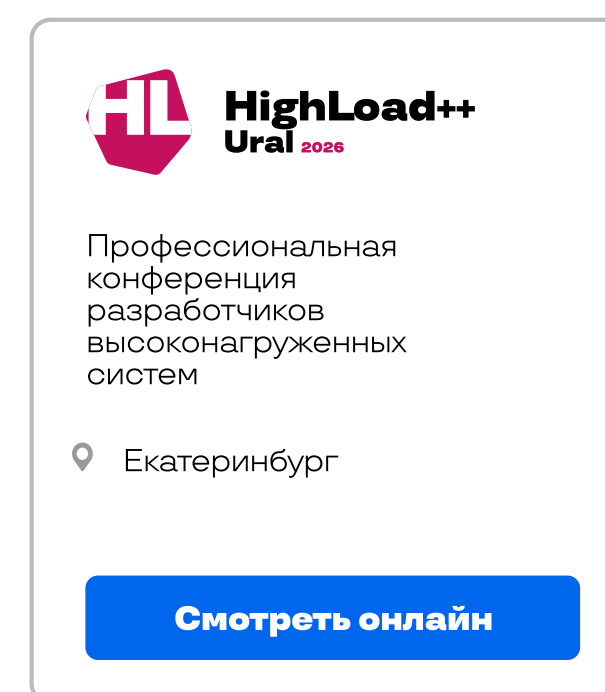 HL
HighLoad++
Ural 2026
Профессиональная
конференция
разработчиков
высоконагруженных
систем
Екатеринбург
Смотреть онлайн